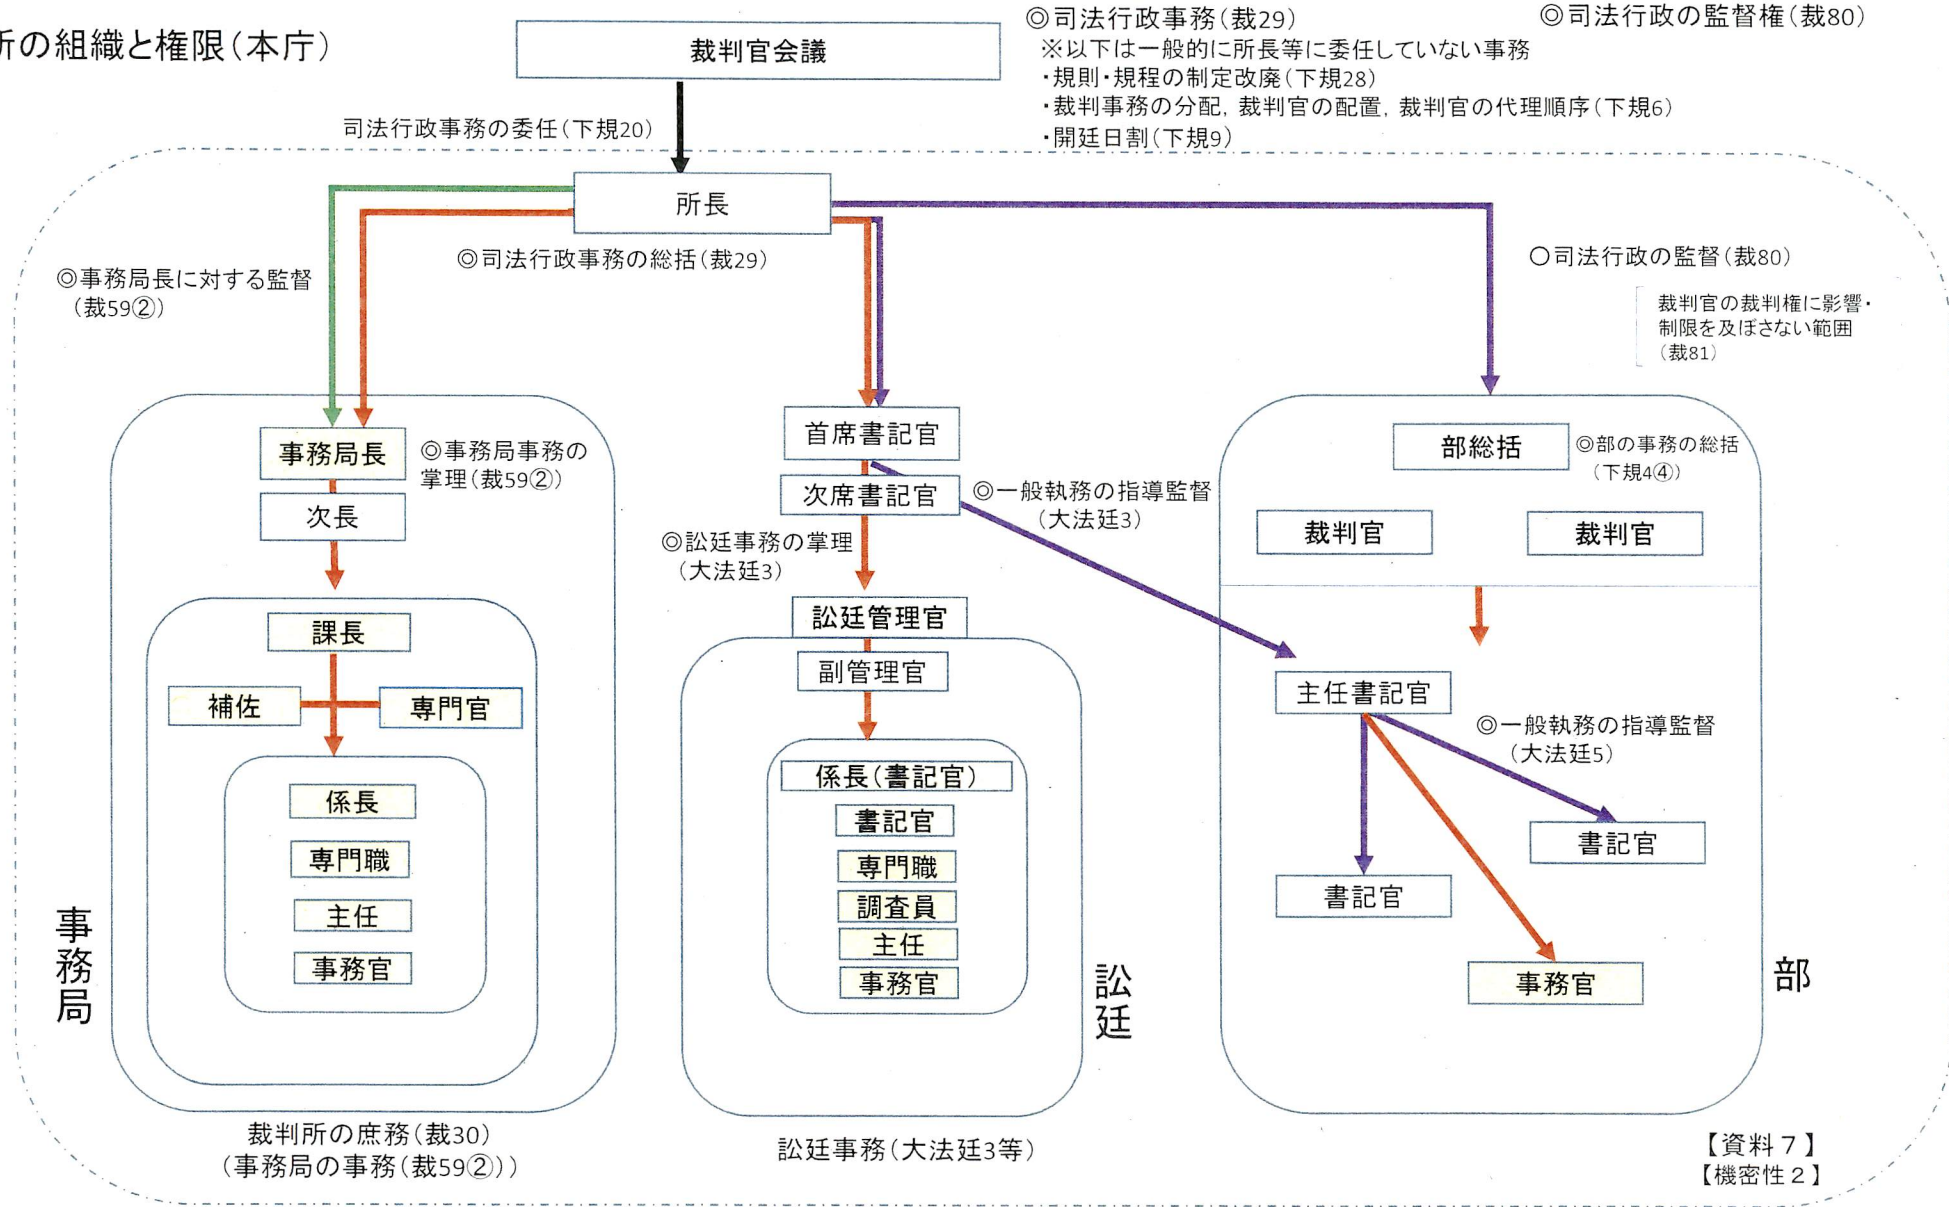 所の組織と権限（本庁）
裁判官会議
◎司法行政事務（裁29）
◎司法行政の監督権（裁80）
※以下は一般的に所長等に委任していない事務
・規則・規程の制定改廃（下規28）
・裁判事務の分配，裁判官の配置，裁判官の代理順序（下規6）
・開廷日割（下規9）
司法行政事務の委任（下規20）
所長
◎司法行政事務の総括（裁29）
◎事務局長に対する監督
（裁59②）
〇司法行政の監督（裁80）
裁判官の裁判権に影響・
制限を及ぼさない範囲
（裁81）
事務局長
◎事務局事務の
掌理（裁59②）
次長
課長
補佐
専門官
係長
専門職
主任
事務官
事務局
裁判所の庶務（裁30）
（事務局の事務（裁59②））
首席書記官
次席書記官
◎一般執務の指導監督
（大法廷3）
◎訟廷事務の掌理
（大法廷3）
訟廷管理官
副管理官
係長（書記官）
書記官
専門職
調査員
主任
事務官
訟廷
訟廷事務（大法廷3等）
部総括
◎部の事務の総括
（下規4④）
裁判官
裁判官
主任書記官
◎一般執務の指導監督
（大法廷5）
書記官
書記官
事務官
部
【資料７】
【機密性２】